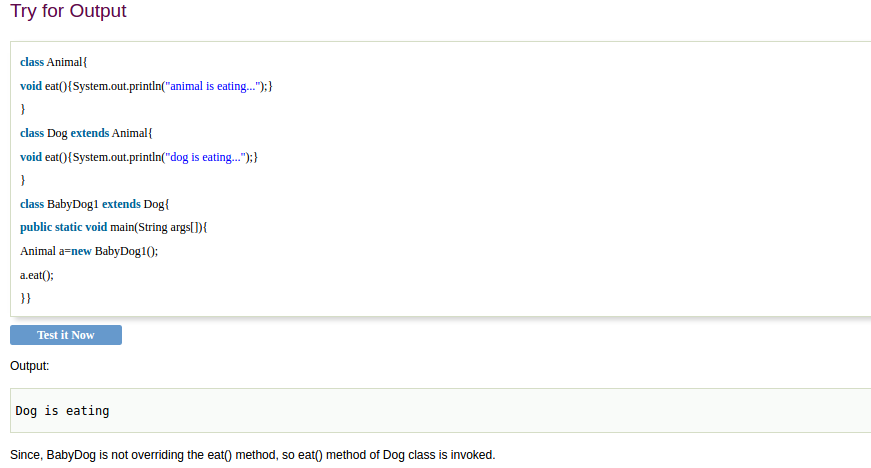 Try for Output
class Animal{
void eat(){System.out.println("animal is eating...");}
}
class Dog extends Animal{
void eat(){System.out.println("dog is eating...");}
}
class BabyDog1 extends Dog{
public static void main(String args[]){
Animal a=new BabyDog1();
a.eat();
}}
Test it Now
Output:
Dog is eating
Since, BabyDog is not overriding the eat() method, so eat() method of Dog class is invoked.